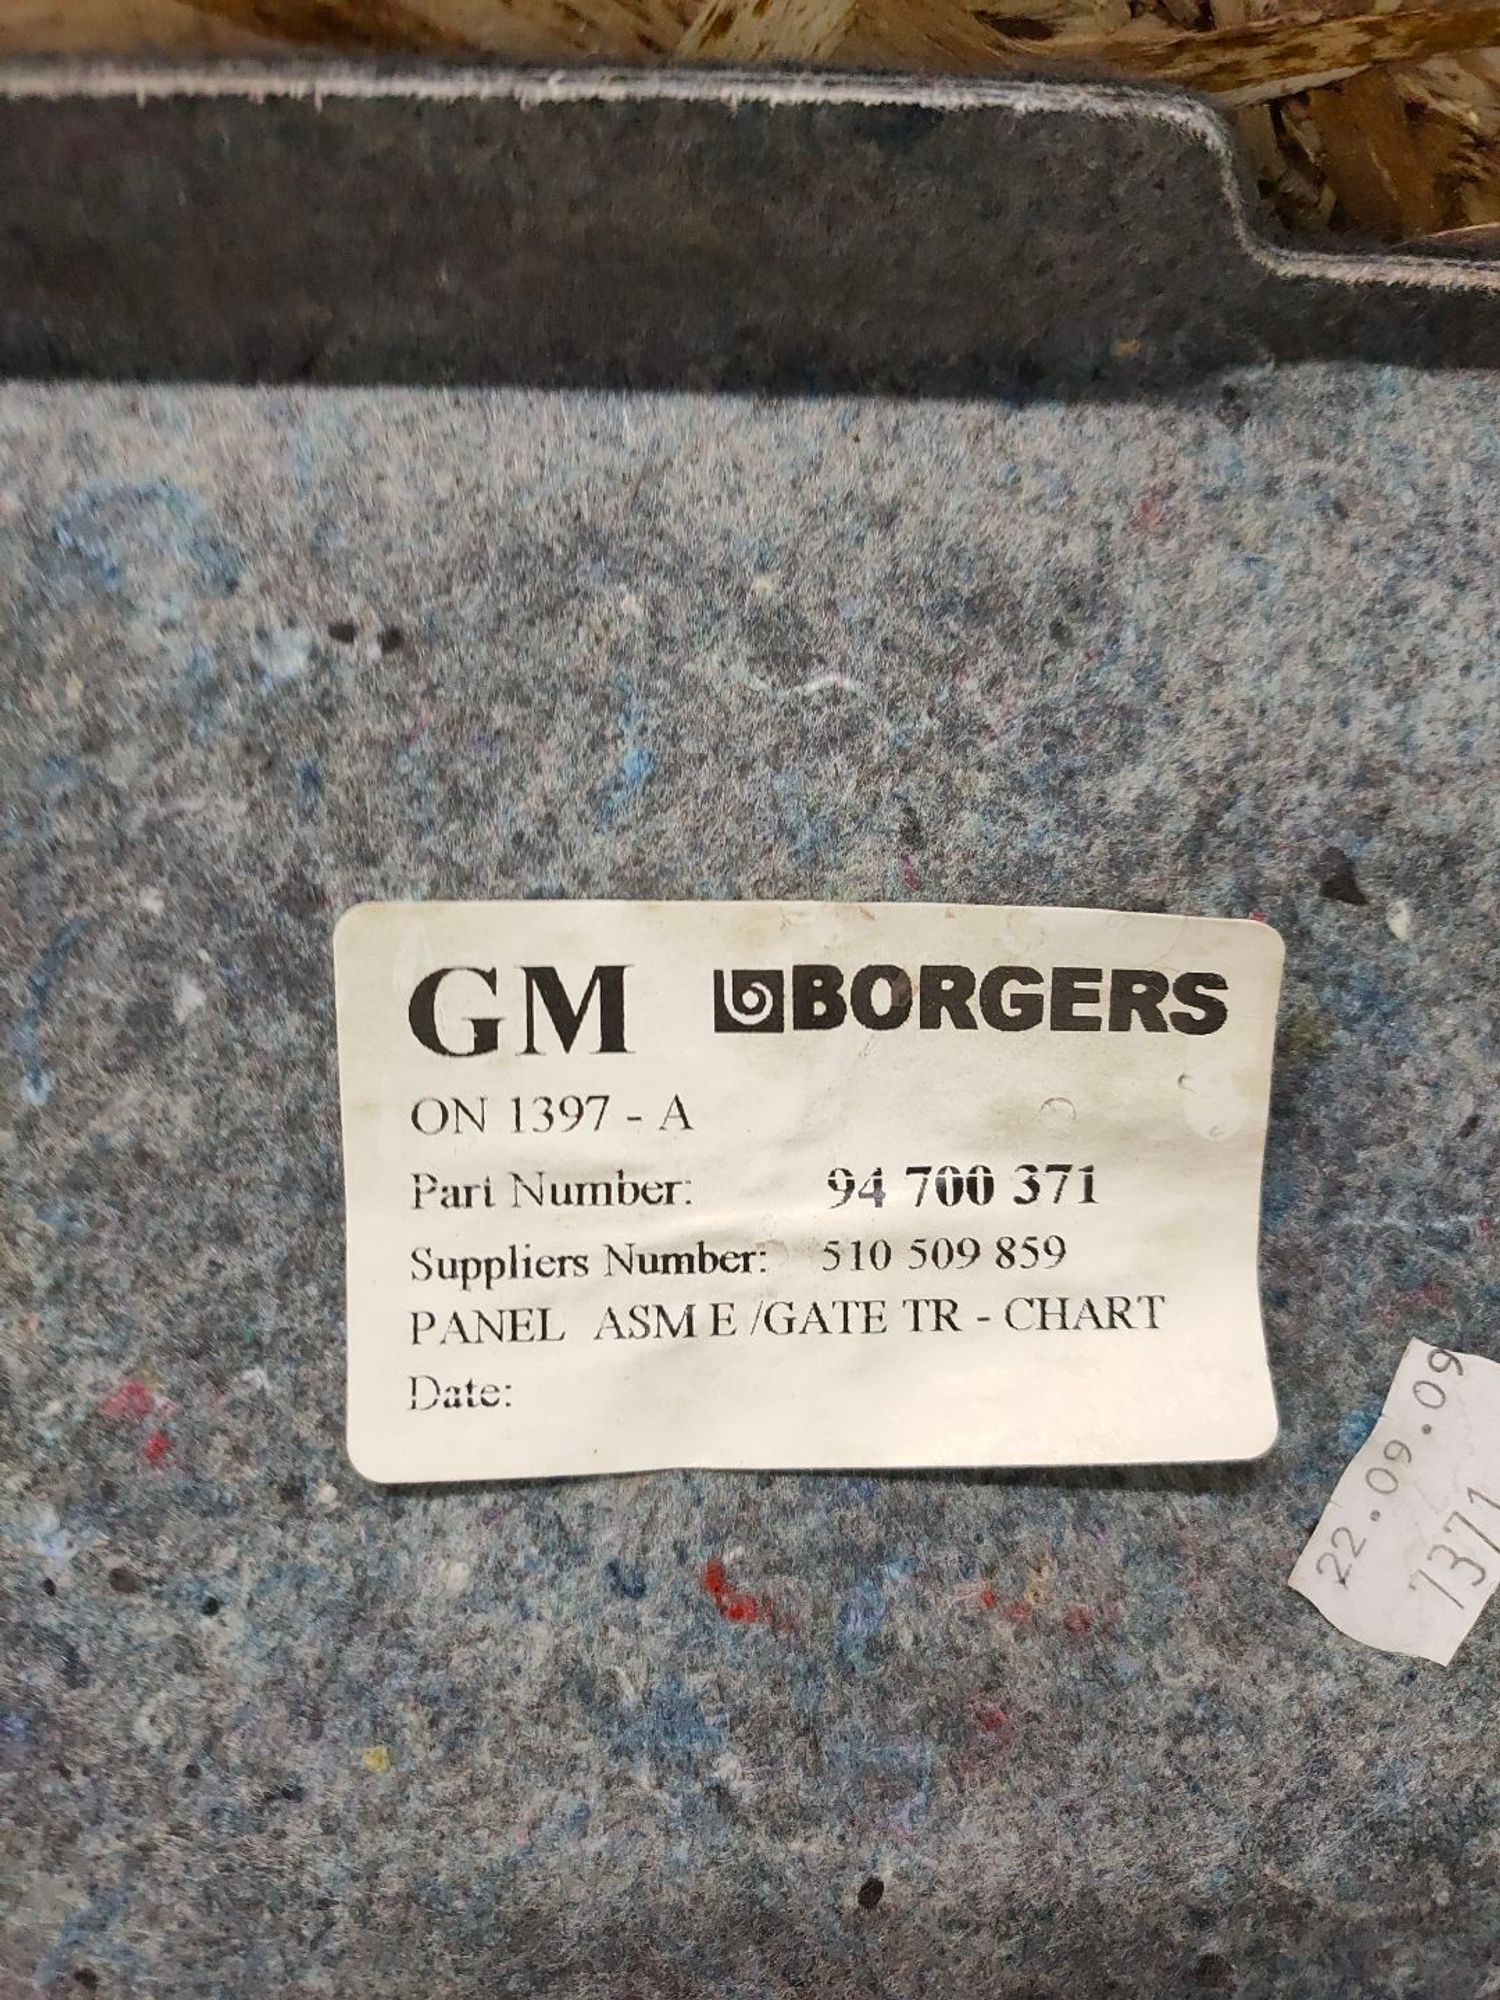 GM BORGERS
ON 1397 - A
Part Number: 94 700 371
Suppliers Number: 510 509 859
PANEL ASM E /GATE TR - CHART
Date:
22.09.09
7371